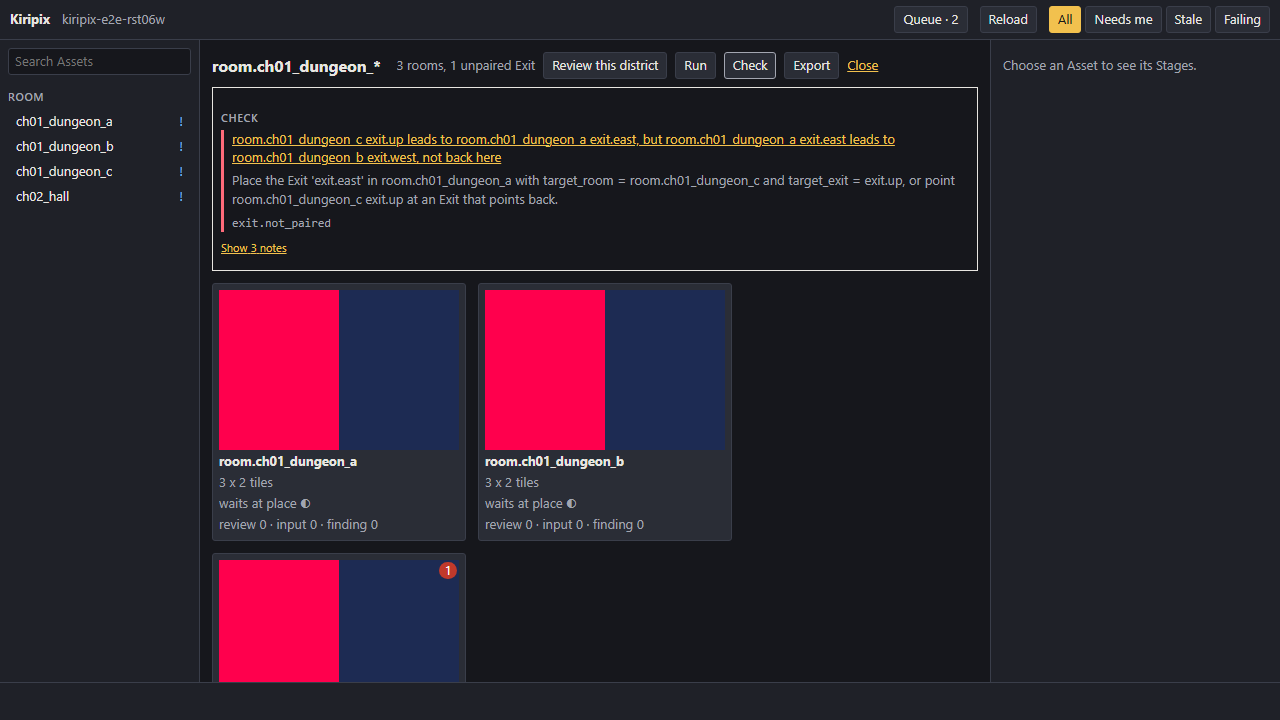 Kiripix kiripix-e2e-rst06w Queue · 2 Reload All Needs me Stale Failing
Search Assets
ROOM
ch01_dungeon_a !
ch01_dungeon_b !
ch01_dungeon_c !
ch02_hall !
room.ch01_dungeon_* 3 rooms, 1 unpaired Exit Review this district Run Check Export Close
CHECK
room.ch01_dungeon_c exit.up leads to room.ch01_dungeon_a exit.east, but room.ch01_dungeon_a exit.east leads to
room.ch01_dungeon_b exit.west, not back here
Place the Exit 'exit.east' in room.ch01_dungeon_a with target_room = room.ch01_dungeon_c and target_exit = exit.up, or point
room.ch01_dungeon_c exit.up at an Exit that points back.
exit.not_paired
Show 3 notes
room.ch01_dungeon_a
3 x 2 tiles
waits at place ◐
review 0 · input 0 · finding 0
room.ch01_dungeon_b
3 x 2 tiles
waits at place ◐
review 0 · input 0 · finding 0
1
Choose an Asset to see its Stages.